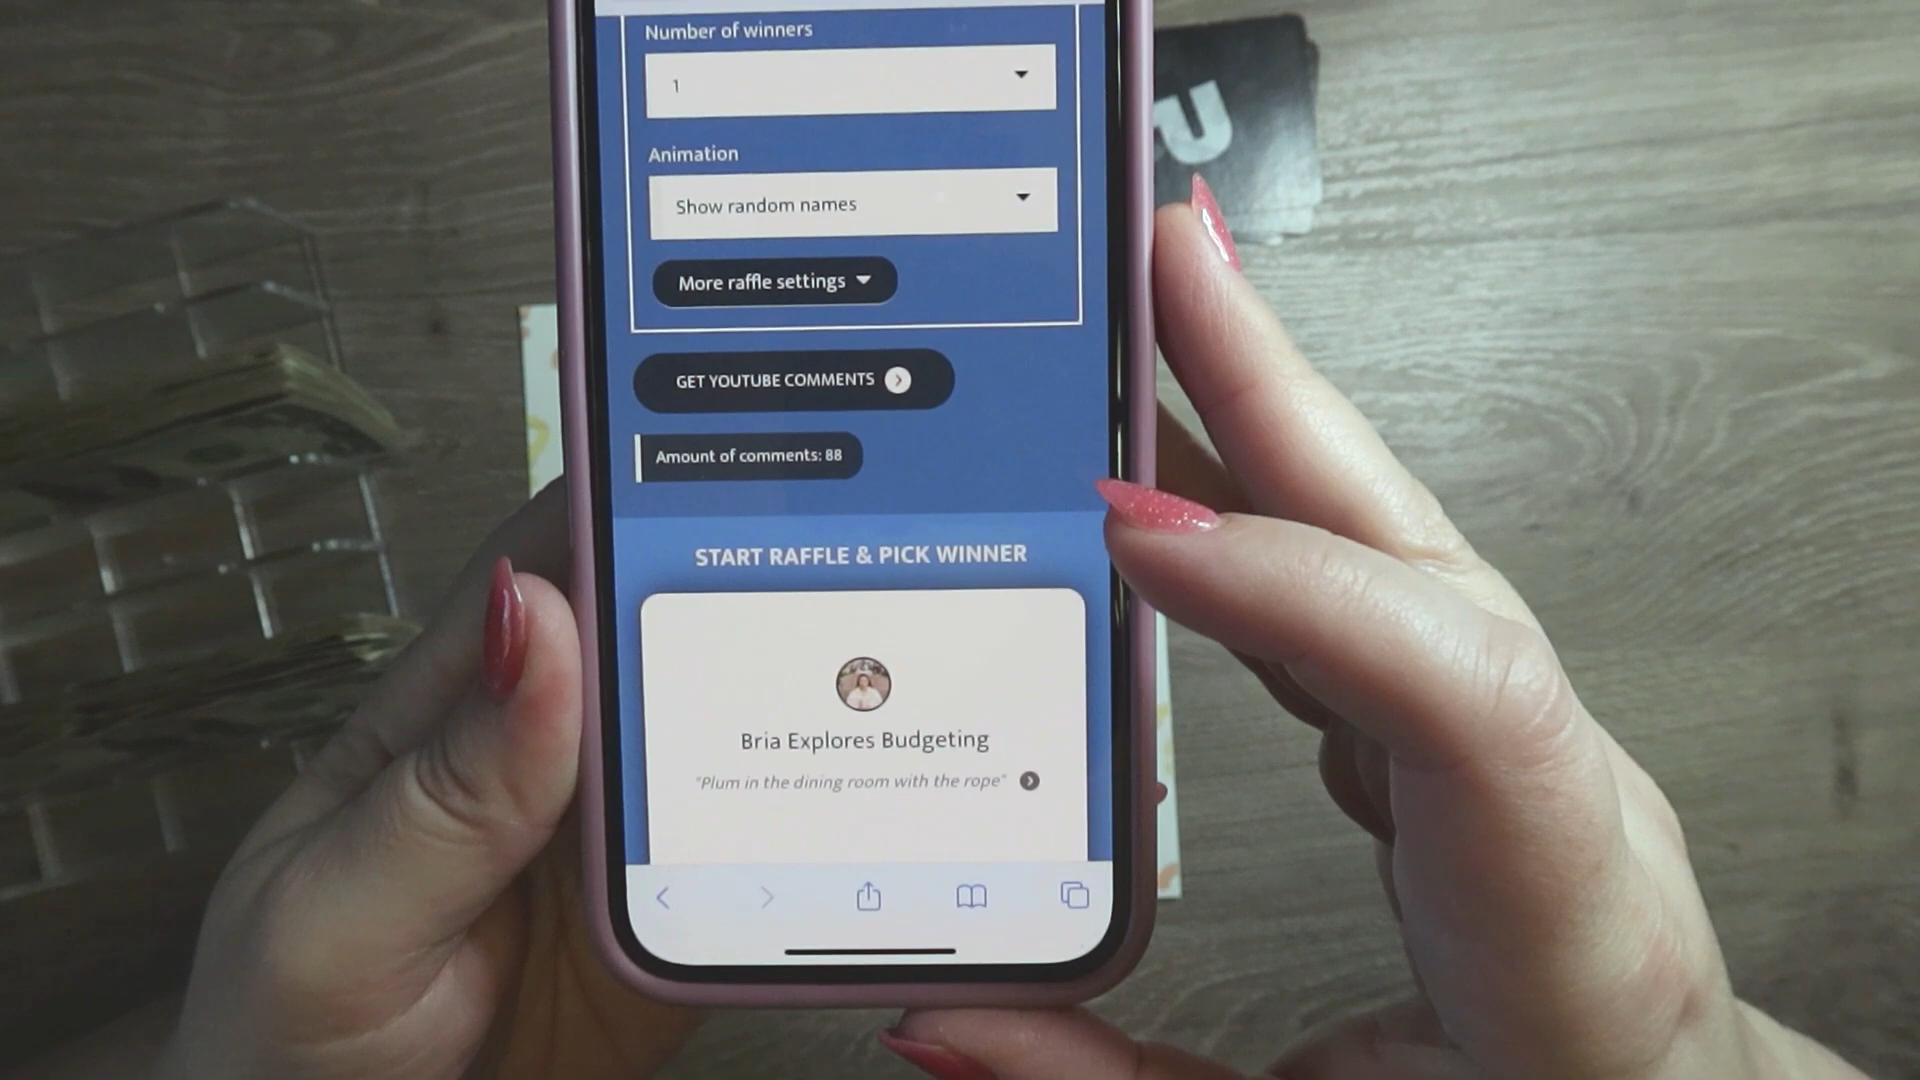 Number of winners
1
Animation
Show random names
More raffle settings
GET YOUTUBE COMMENTS
Amount of comments: 88
START RAFFLE & PICK WINNER
Bria Explores Budgeting
"Plum in the dining room with the rope"